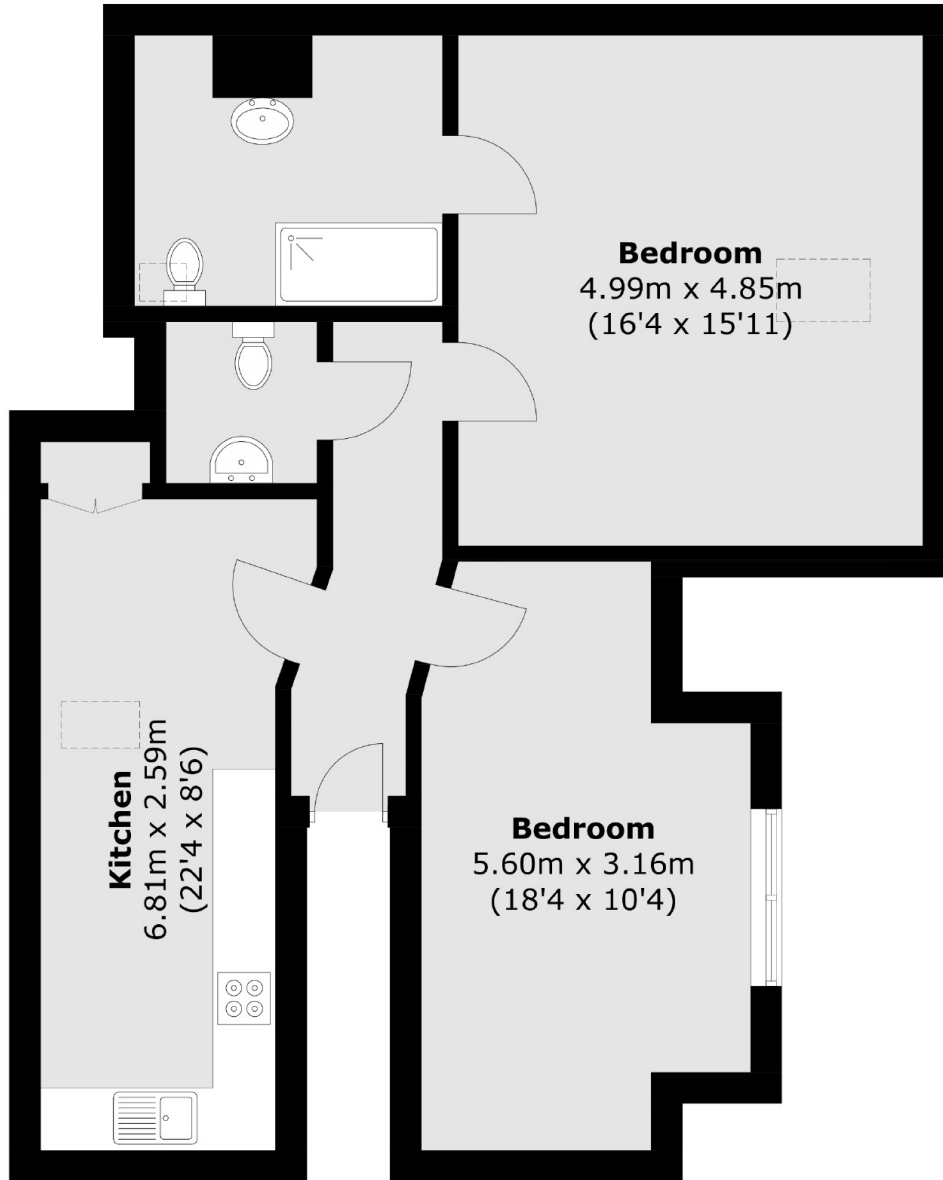 Bedroom
4.99m x 4.85m
(16'4 x 15'11)
Kitchen
6.81m x 2.59m
(22'4 x 8'6)
Bedroom
5.60m x 3.16m
(18'4 x 10'4)